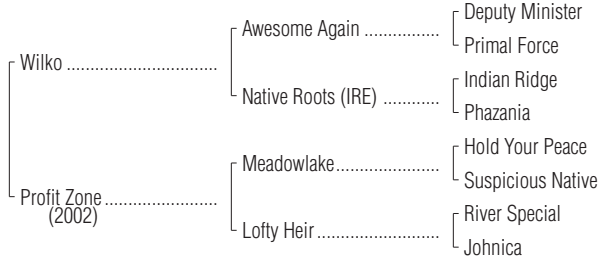 Deputy Minister
Awesome Again ..................
Primal Force
Wilko ....................................
Indian Ridge
Native Roots (IRE) .............
Phazania
Hold Your Peace
Meadowlake.........................
Suspicious Native
Profit Zone ...........................
(2002)
River Special
Lofty Heir .............................
Johnica